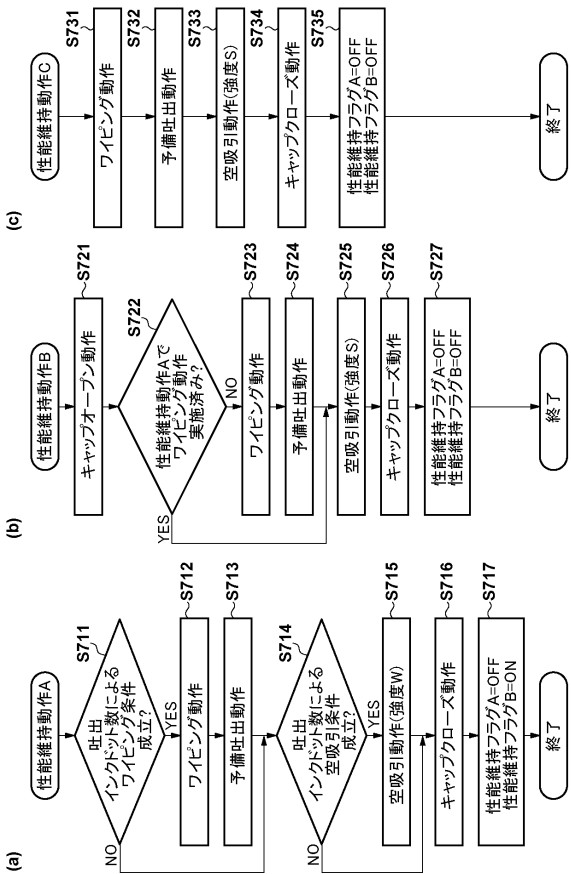 (a)
性能維持動作A
S711
吐出
インクドット数による
ワイピング条件
成立?
YES
NO
S712
ワイピング動作
S713
予備吐出動作
S714
吐出
インクドット数による
空吸引条件
成立?
YES
NO
S715
空吸引動作(強度W)
S716
キャップクローズ動作
S717
性能維持フラグA=OFF
性能維持フラグB=ON
終了
(b)
性能維持動作B
S721
キャップオープン動作
S722
性能維持動作Aで
ワイピング動作
実施済み?
YES
NO
S723
ワイピング動作
S724
予備吐出動作
S725
空吸引動作(強度S)
S726
キャップクローズ動作
S727
性能維持フラグA=OFF
性能維持フラグB=OFF
終了
(c)
性能維持動作C
S731
ワイピング動作
S732
予備吐出動作
S733
空吸引動作(強度S)
S734
キャップクローズ動作
S735
性能維持フラグA=OFF
性能維持フラグB=OFF
終了